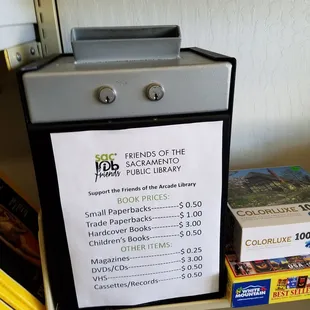 sac
lpb
friends
FRIENDS OF THE
SACRAMENTO
PUBLIC LIBRARY
Support the Friends of the Arcade Library
BOOK PRICES:
Small Paperbacks----------$ 0.50
Trade Paperbacks----------$ 1.00
Hardcover Books-----------$ 3.00
Children's Books-----------$ 0.50
OTHER ITEMS:
Magazines-----------------$ 0.25
DVDs/CDs-----------------$ 3.00
VHS-----------------------$ 0.50
Cassettes/Records---------$ 0.50
COLORLUXE 10
COLORLUXE 100
WHITE
MOUNTAIN
BEST SELLER